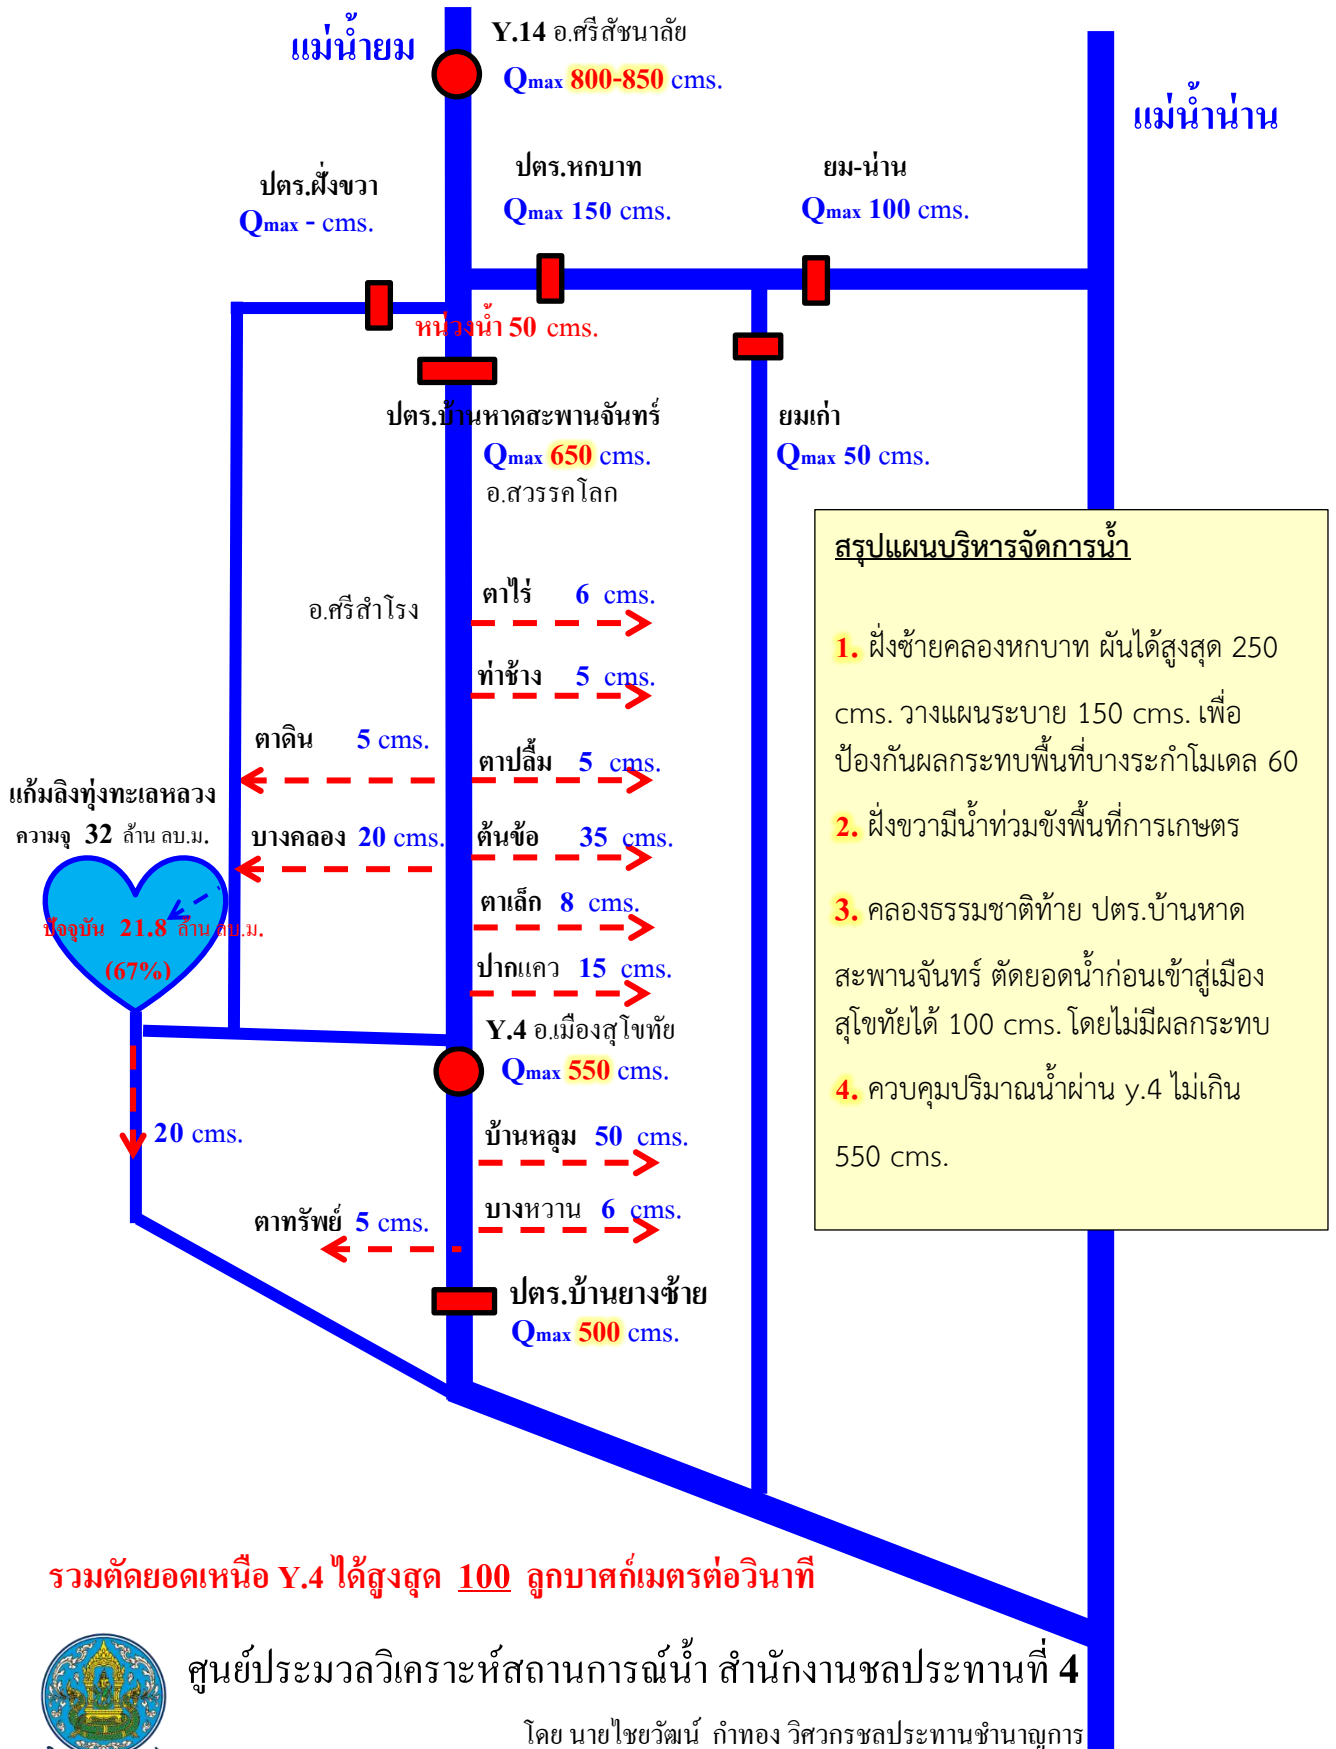 แม่น้ำยม
Y.14 อ.ศรีสัชนาลัย
Qmax 800-850 cms.
แม่น้ำน่าน
ปตร.ฝั่งขวา
Qmax - cms.
ปตร.หกบาท
Qmax 150 cms.
ยม-น่าน
Qmax 100 cms.
หน่วงน้ำ 50 cms.
ปตร.บ้านหาดสะพานจันทร์
Qmax 650 cms.
อ.สวรรคโลก
ยมเก่า
Qmax 50 cms.
สรุปแผนบริหารจัดการน้ำ
1. ฝั่งซ้ายคลองหกบาท ผันได้สูงสุด 250
cms. วางแผนระบาย 150 cms. เพื่อ
ป้องกันผลกระทบพื้นที่บางระกำโมเดล 60
2. ฝั่งขวามีน้ำท่วมขังพื้นที่การเกษตร
3. คลองธรรมชาติท้าย ปตร.บ้านหาด
สะพานจันทร์ ตัดยอดน้ำก่อนเข้าสู่เมือง
สุโขทัยได้ 100 cms. โดยไม่มีผลกระทบ
4. ควบคุมปริมาณน้ำผ่าน y.4 ไม่เกิน
550 cms.
อ.ศรีสำโรง
ตาไร่ 6 cms.
ท่าช้าง 5 cms.
ตาดิน 5 cms.
ตาปลื้ม 5 cms.
แก้มลิงทุ่งทะเลหลวง
ความจุ 32 ล้าน ลบ.ม.
บางคลอง 20 cms.
ต้นข้อ 35 cms.
ตาเล็ก 8 cms.
ปัจจุบัน 21.8 ล้าน ลบ.ม.
(67%)
ปากแคว 15 cms.
Y.4 อ.เมืองสุโขทัย
Qmax 550 cms.
20 cms.
บ้านหลุม 50 cms.
บางหวาน 6 cms.
ตาทรัพย์ 5 cms.
ปตร.บ้านยางซ้าย
Qmax 500 cms.
รวมตัดยอดเหนือ Y.4 ได้สูงสุด 100 ลูกบาศก์เมตรต่อวินาที
ศูนย์ประมวลวิเคราะห์สถานการณ์น้ำ สำนักงานชลประทานที่ 4
โดย นายไชยวัฒน์ กำทอง วิศวกรชลประทานชำนาญการ